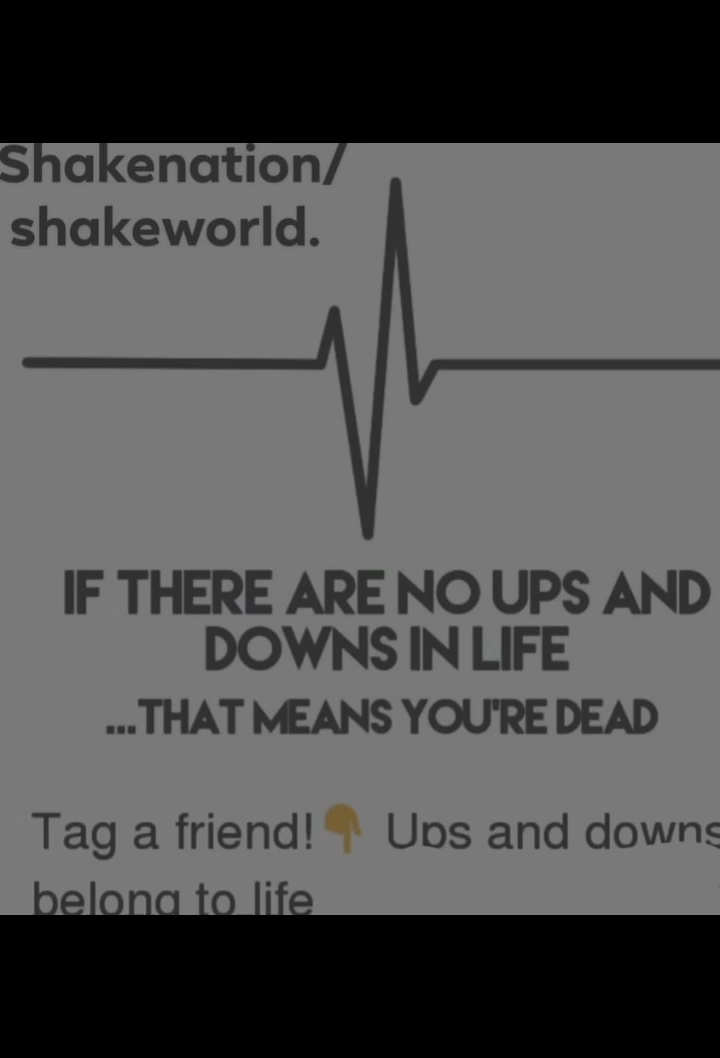 Shakenation/
shakeworld.
IF THERE ARE NO UPS AND
DOWNS IN LIFE
...THAT MEANS YOU'RE DEAD
Tag a friend!👇 Ups and downs
belong to life